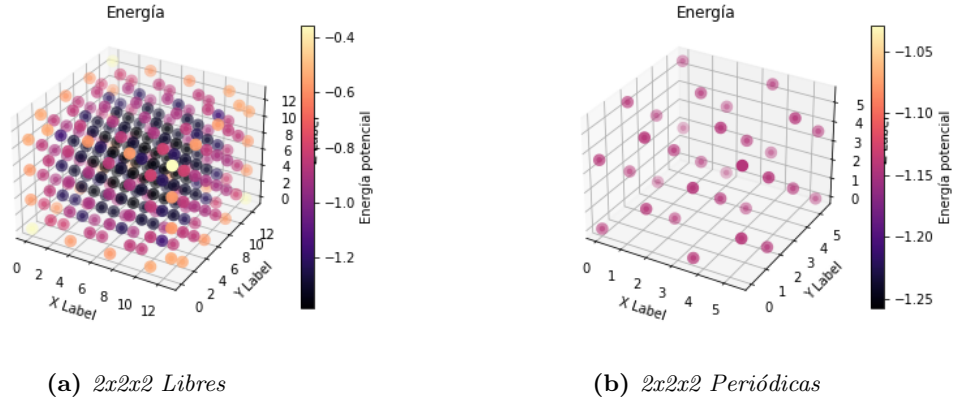 Energía
−0.4
−0.6
−0.8
−1.0
−1.2
Energía potencial
12
10
8
6
4
2
0
0 2 4 6 8 10 12
X Label
0 2 4 6 8 10 12
Y Label
Energía
−1.05
−1.10
−1.15
−1.20
−1.25
Energía potencial
5
4
3
2
1
0
0 1 2 3 4 5
X Label
0 1 2 3 4 5
Y Label
(a) 2x2x2 Libres
(b) 2x2x2 Periódicas